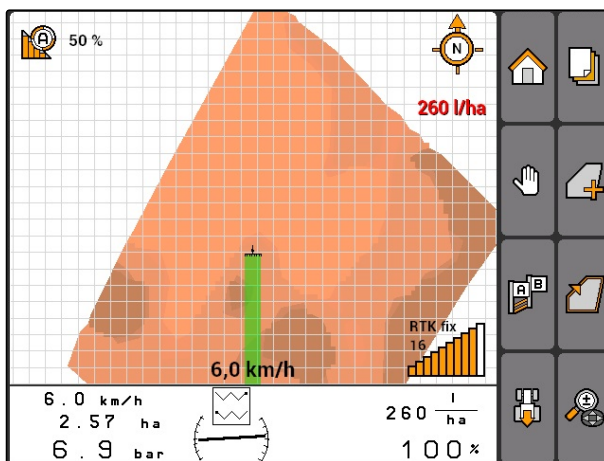 A 50 %
N
260 l/ha
A B
RTK fix
16
6,0 km/h
6.0 km/h
2.57 ha
6.9 bar
260 l/ha
100%